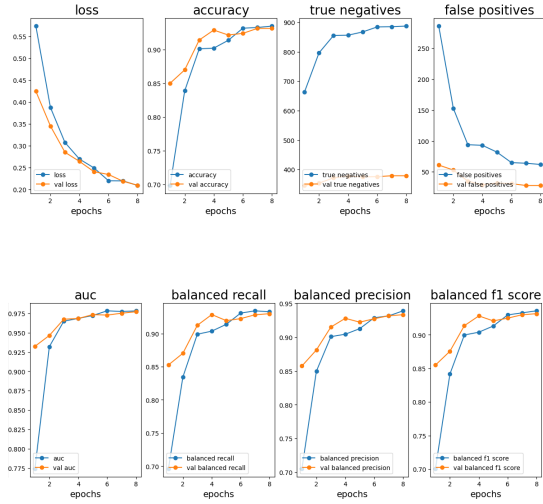 loss
accuracy
true negatives
false positives
0.55
0.50
0.45
0.40
0.35
0.30
0.25
0.20
loss
val loss
2 4 6 8
epochs
0.90
0.85
0.80
0.75
0.70
accuracy
val accuracy
2 4 6 8
epochs
900
800
700
600
500
400
true negatives
val true negatives
2 4 6 8
epochs
250
200
150
100
50
false positives
val false positives
2 4 6 8
epochs
auc
balanced recall
balanced precision
balanced f1 score
0.975
0.950
0.925
0.900
0.875
0.850
0.825
0.800
0.775
auc
val auc
2 4 6 8
epochs
0.90
0.85
0.80
0.75
0.70
balanced recall
val balanced recall
2 4 6 8
epochs
0.95
0.90
0.85
0.80
0.75
0.70
balanced precision
val balanced precision
2 4 6 8
epochs
0.90
0.85
0.80
0.75
0.70
balanced f1 score
val balanced f1 score
2 4 6 8
epochs